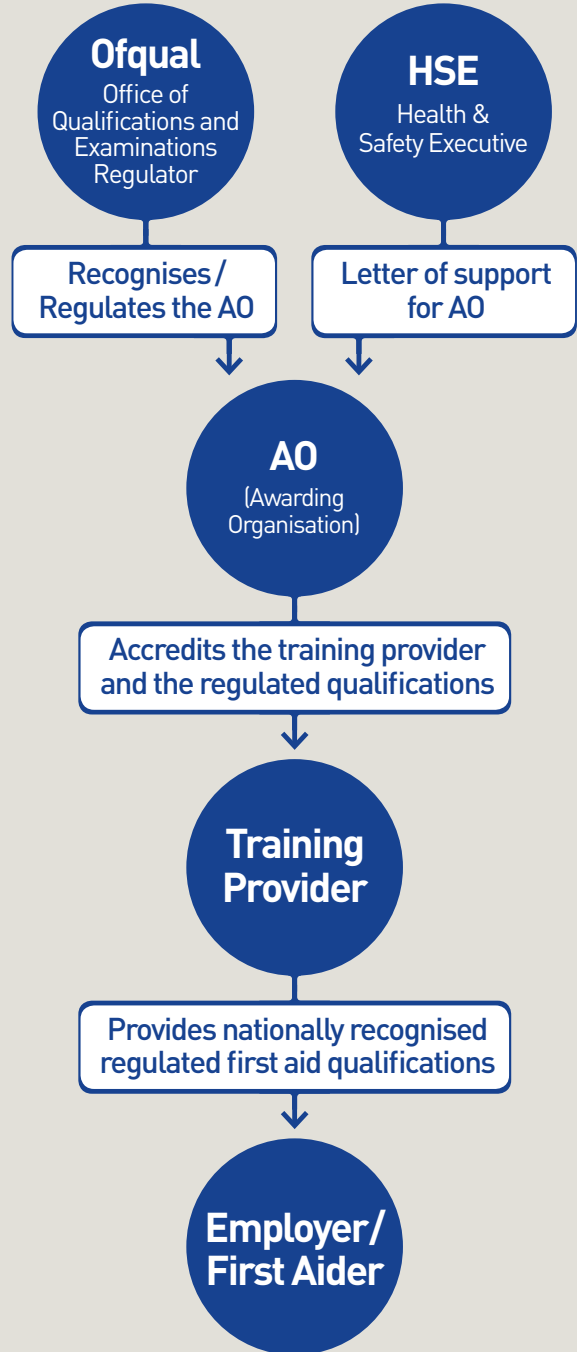 Ofqual
Office of
Qualifications and
Examinations
Regulator
HSE
Health &
Safety Executive
Recognises/
Regulates the AO
Letter of support
for AO
AO
(Awarding
Organisation)
Accredits the training provider
and the regulated qualifications
Training
Provider
Provides nationally recognised
regulated first aid qualifications
Employer/
First Aider